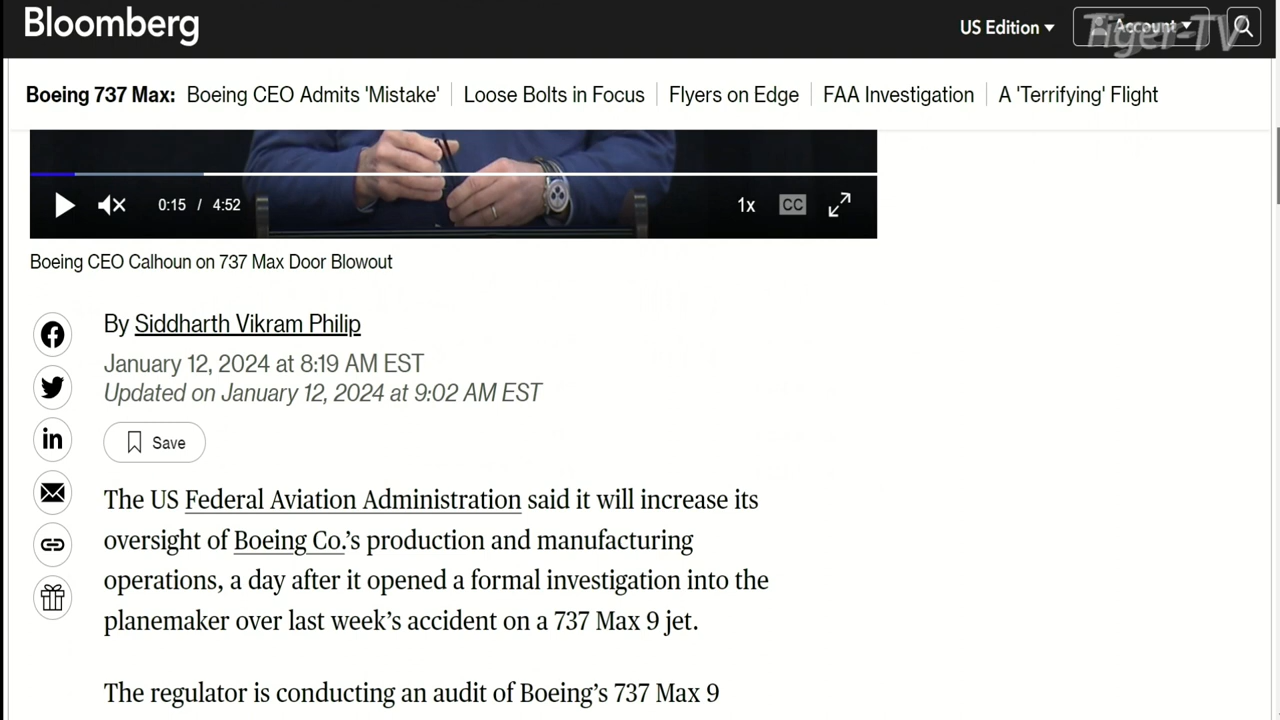 Bloomberg
US Edition
Account
Tiger-TV
Boeing 737 Max: Boeing CEO Admits 'Mistake' Loose Bolts in Focus Flyers on Edge FAA Investigation A 'Terrifying' Flight
0:15 / 4:52 1x CC
Boeing CEO Calhoun on 737 Max Door Blowout
By Siddharth Vikram Philip
January 12, 2024 at 8:19 AM EST
Updated on January 12, 2024 at 9:02 AM EST
Save
The US Federal Aviation Administration said it will increase its
oversight of Boeing Co.’s production and manufacturing
operations, a day after it opened a formal investigation into the
planemaker over last week’s accident on a 737 Max 9 jet.
The regulator is conducting an audit of Boeing’s 737 Max 9